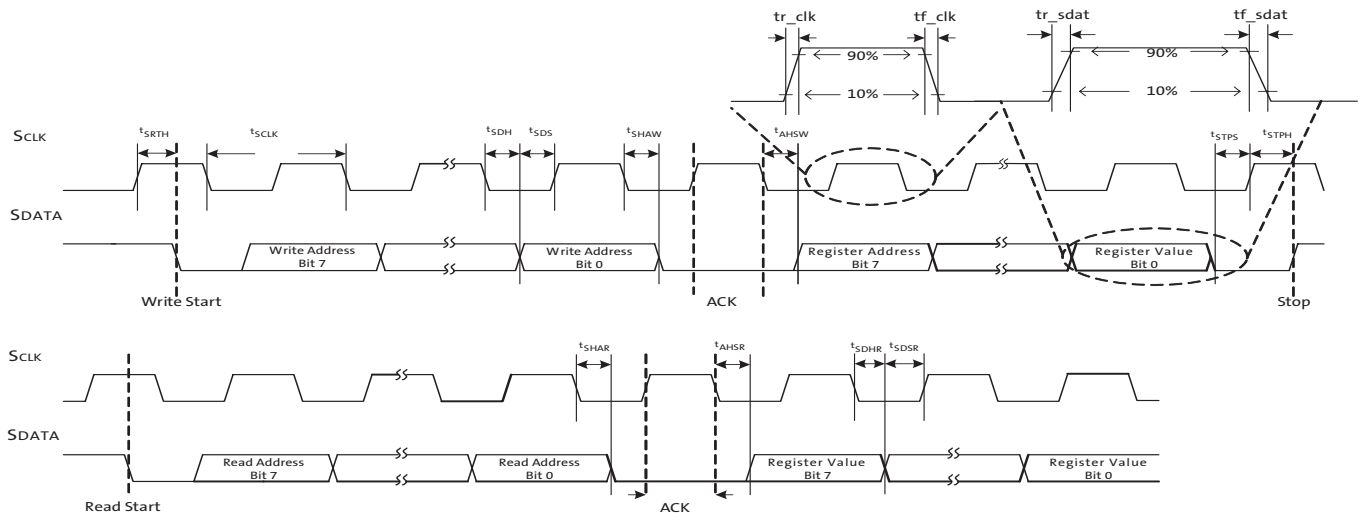 tr_clk tf_clk tr_sdat tf_sdat
90% 90%
10% 10%
SCLK tSRTH tSCLK tSDH tSDS tSHAW tAHSW tSTPS tSTPH
SDATA
Write Address Bit 7
Write Address Bit 0
Register Address Bit 7
Register Value Bit 0
Write Start ACK Stop
SCLK tSHAR tAHSR tSDHR tSDSR
SDATA
Read Address Bit 7
Read Address Bit 0
Register Value Bit 7
Register Value Bit 0
Read Start ACK